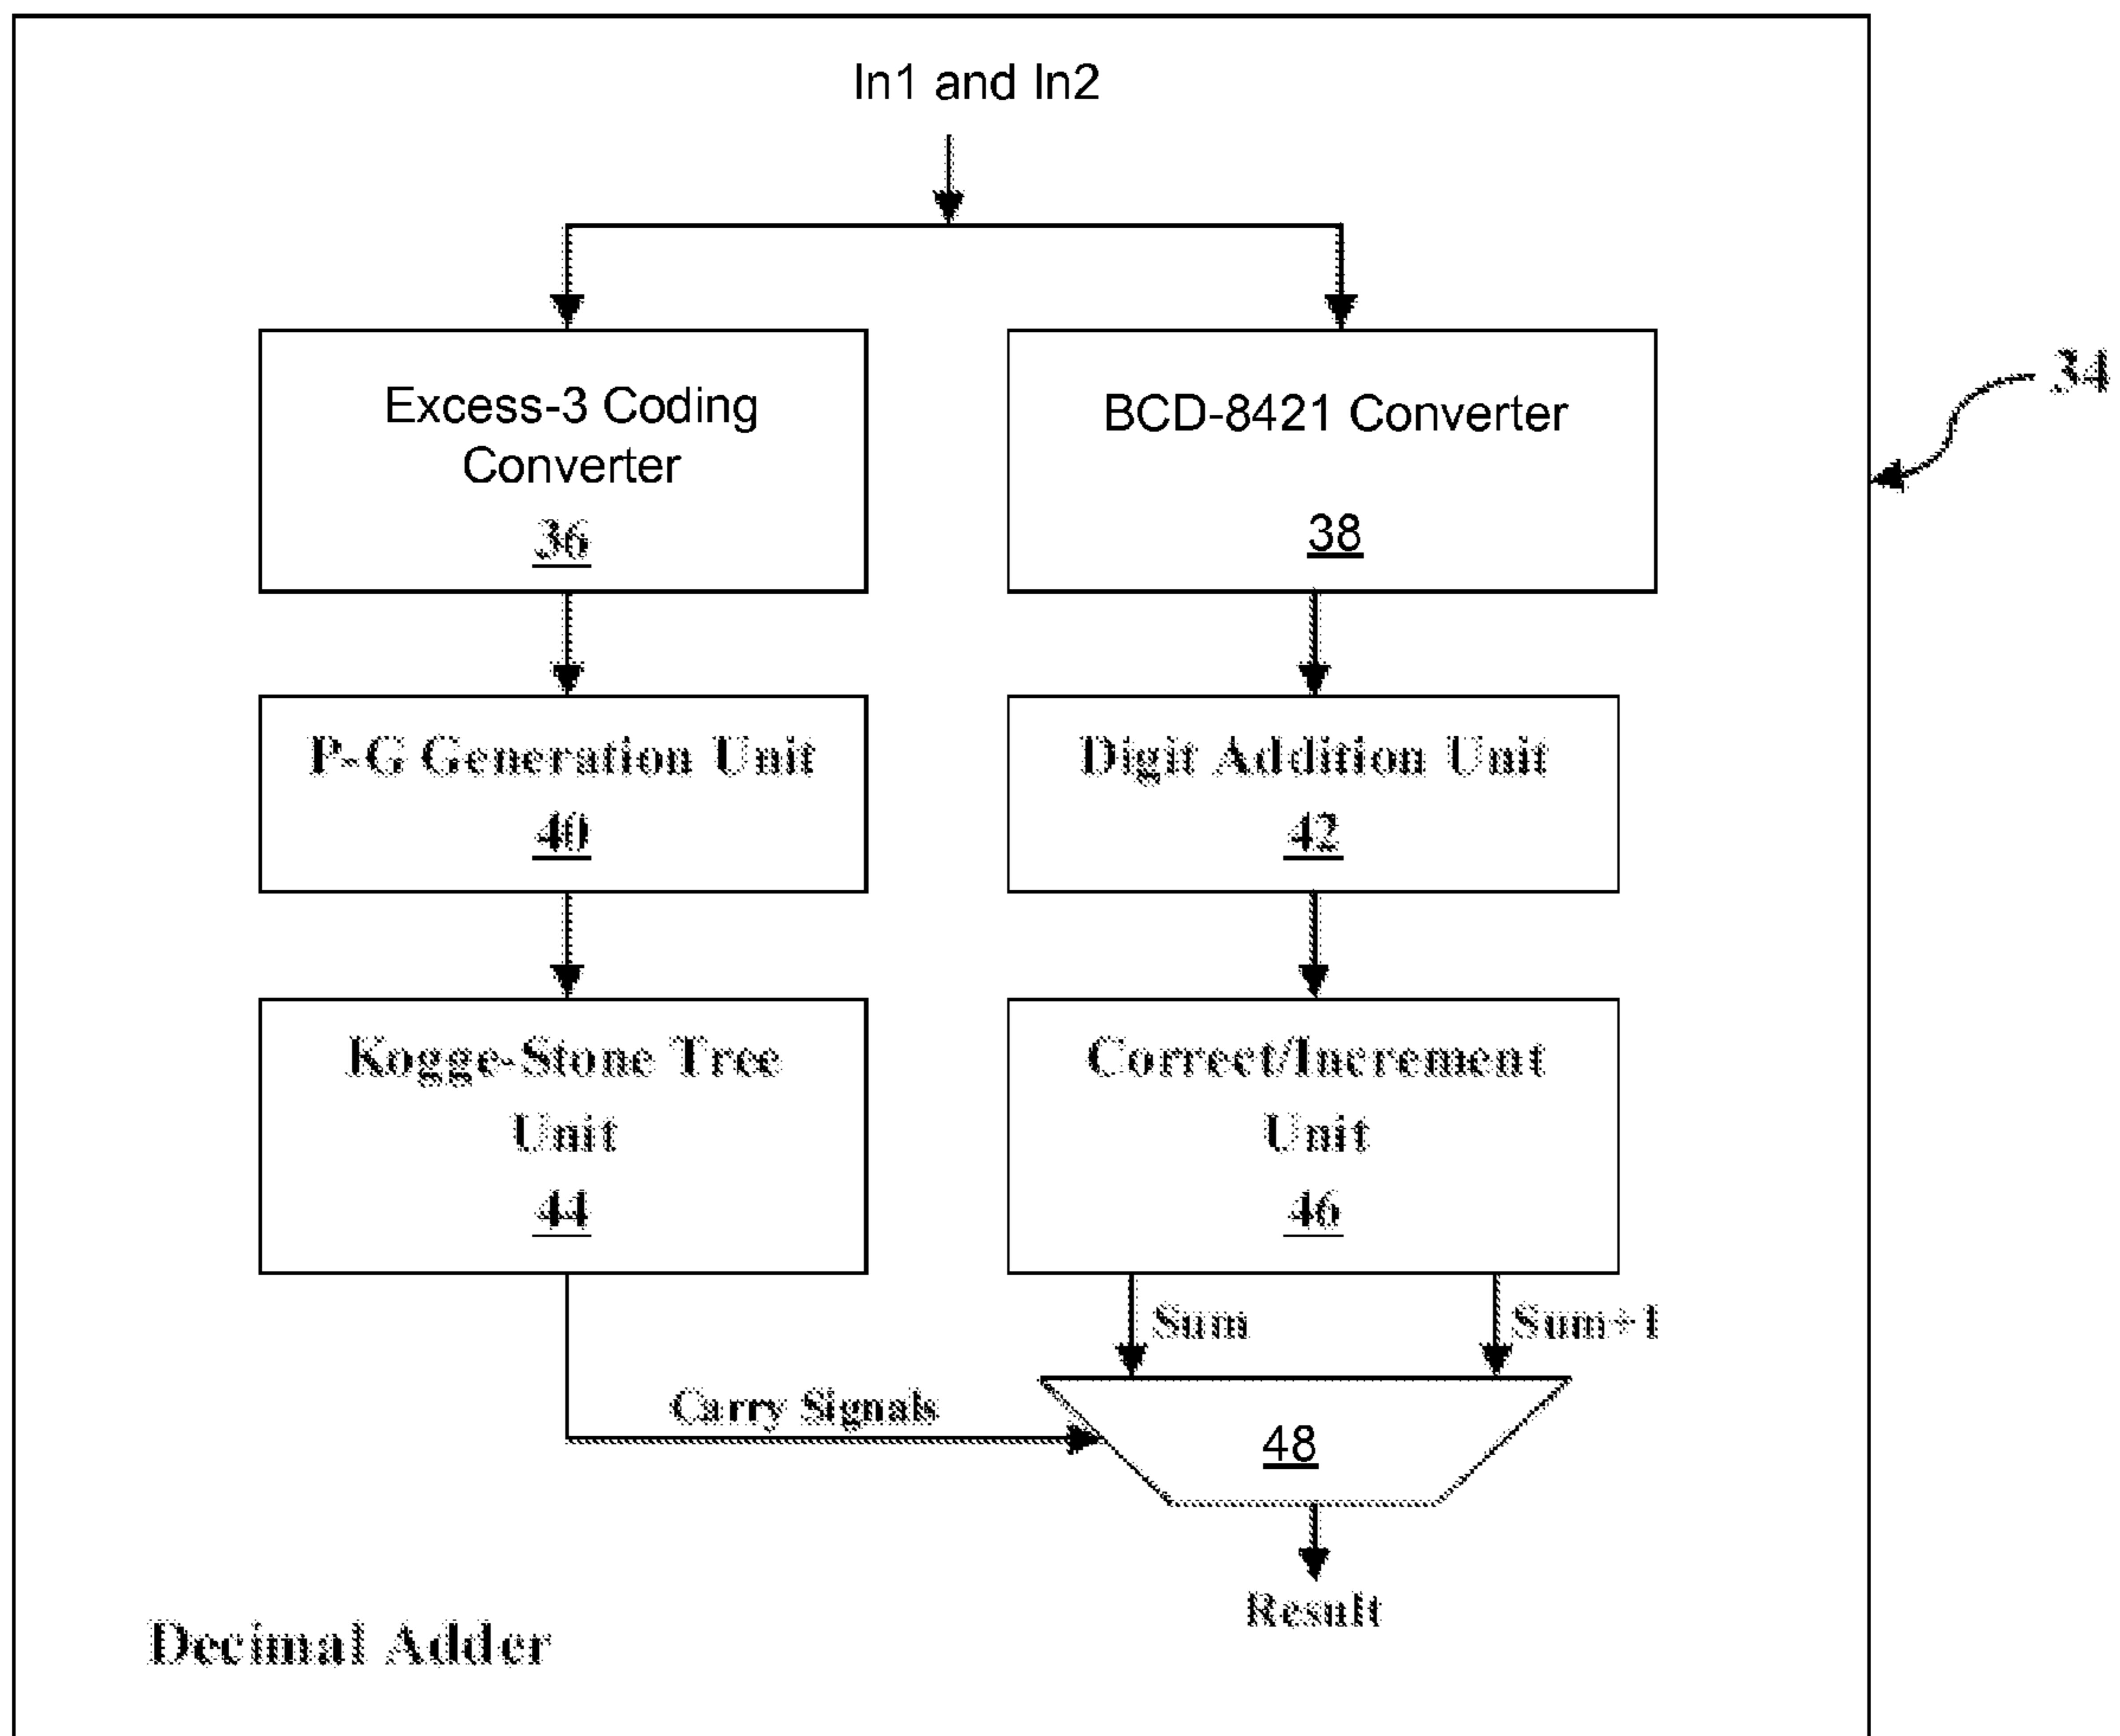 In1 and In2
Excess-3 Coding
Converter
36
BCD-8421 Converter
38
34
P-G Generation Unit
40
Digit Addition Unit
42
Kogge-Stone Tree
Unit
44
Correct/Increment
Unit
46
Sum
Sum+1
Carry Signals
48
Result
Decimal Adder